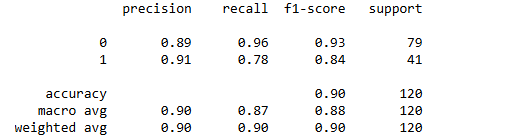 precision recall f1-score support
0 0.89 0.96 0.93 79
1 0.91 0.78 0.84 41
accuracy 0.90 120
macro avg 0.90 0.87 0.88 120
weighted avg 0.90 0.90 0.90 120